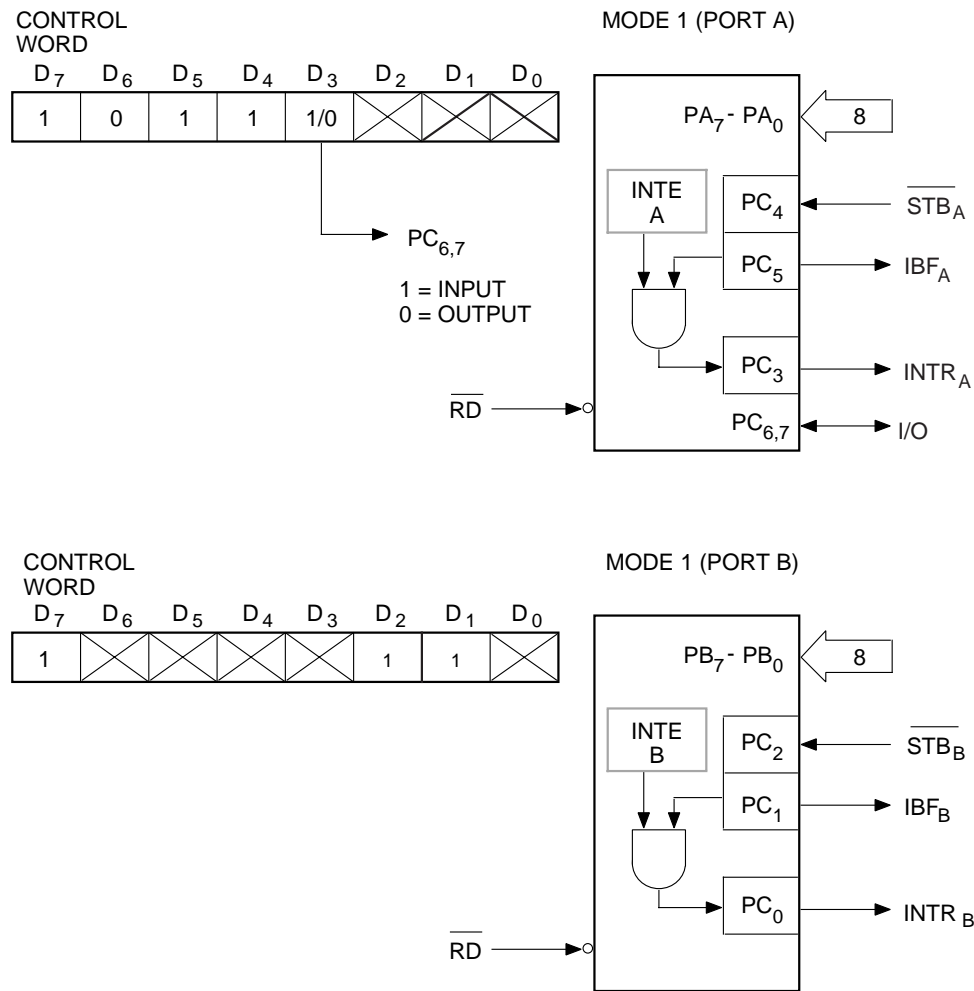 CONTROL
WORD
MODE 1 (PORT A)
D7 D6 D5 D4 D3 D2 D1 D0
1 0 1 1 1/0
PC6,7
1 = INPUT
0 = OUTPUT
PA7 - PA0
8
INTE
A
PC4
STBA
PC5
IBFA
PC3
INTRA
RD
PC6,7
I/O
CONTROL
WORD
MODE 1 (PORT B)
D7 D6 D5 D4 D3 D2 D1 D0
1 1 1
PB7 - PB0
8
INTE
B
PC2
STBB
PC1
IBFB
PC0
INTR B
RD